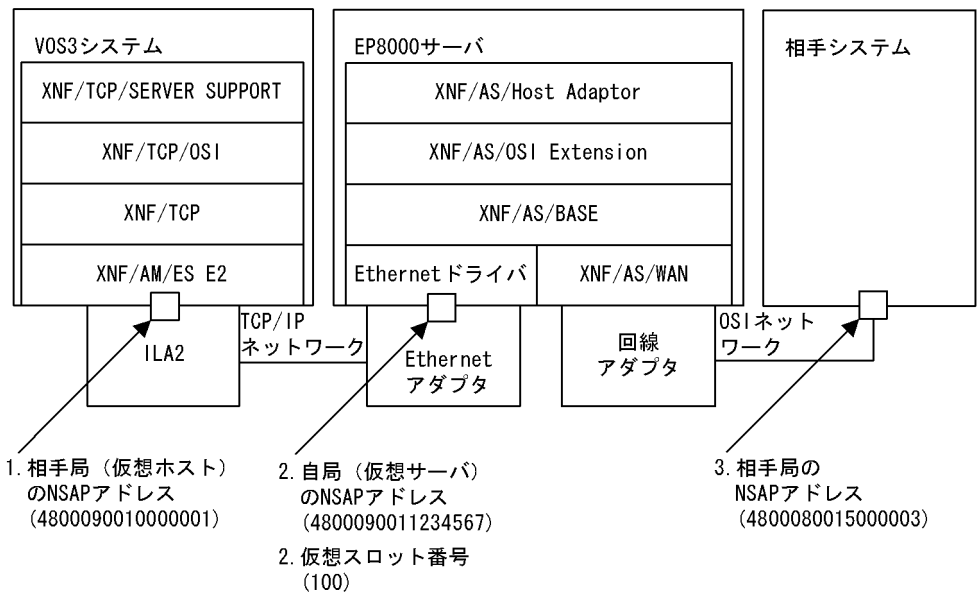 VOS3システム
XNF/TCP/SERVER SUPPORT
XNF/TCP/OSI
XNF/TCP
XNF/AM/ES E2
ILA2
TCP/IP
ネットワーク
EP8000サーバ
XNF/AS/Host Adaptor
XNF/AS/OSI Extension
XNF/AS/BASE
Ethernetドライバ
XNF/AS/WAN
Ethernet
アダプタ
回線
アダプタ
OSIネット
ワーク
相手システム
1. 相手局（仮想ホスト）
のNSAPアドレス
(4800090010000001)
2. 自局（仮想サーバ）
のNSAPアドレス
(4800090011234567)
2. 仮想スロット番号
(100)
3. 相手局の
NSAPアドレス
(4800080015000003)